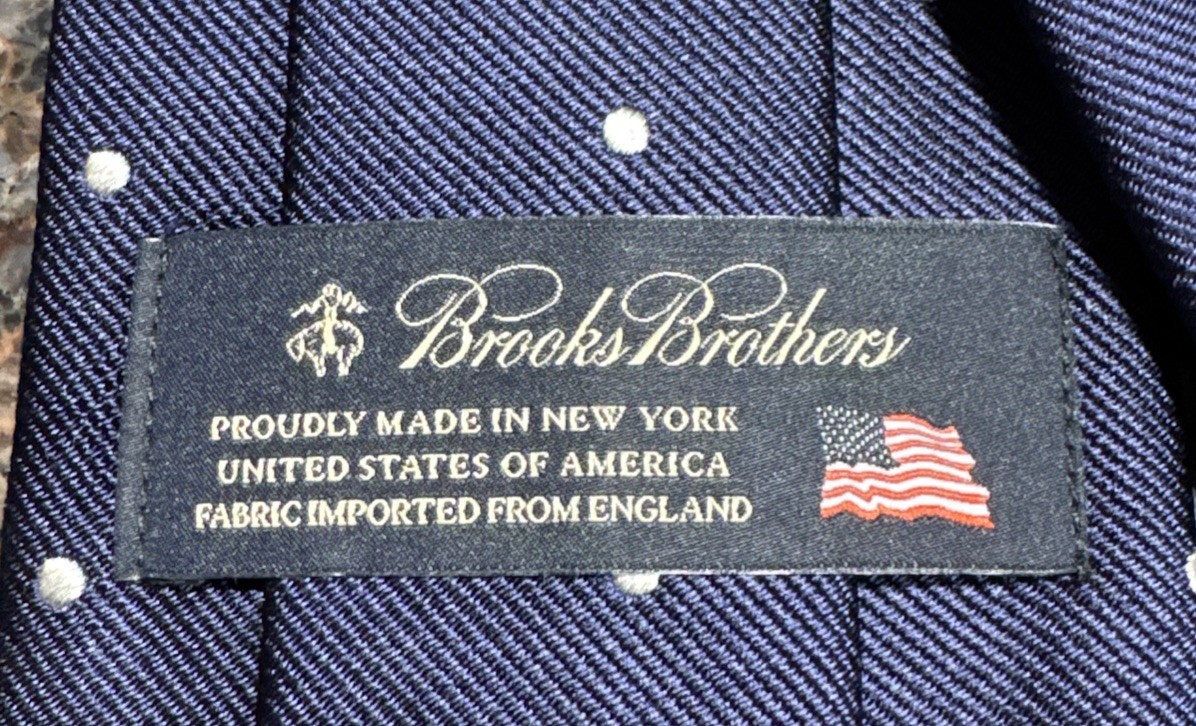 Brooks Brothers
PROUDLY MADE IN NEW YORK
UNITED STATES OF AMERICA
FABRIC IMPORTED FROM ENGLAND